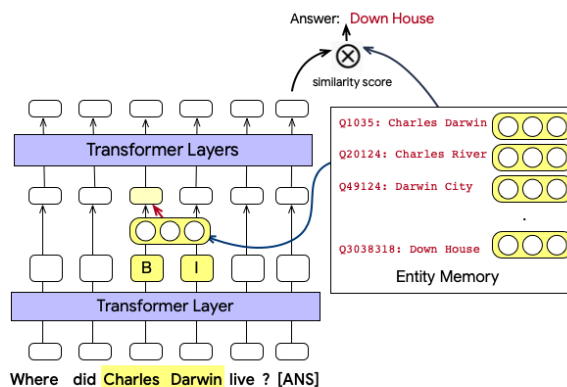 Answer: Down House
similarity score
Transformer Layers
Q1035: Charles Darwin
Q20124: Charles River
Q49124: Darwin City
.
Q3038318: Down House
Entity Memory
B I
Transformer Layer
Where did Charles Darwin live ? [ANS]